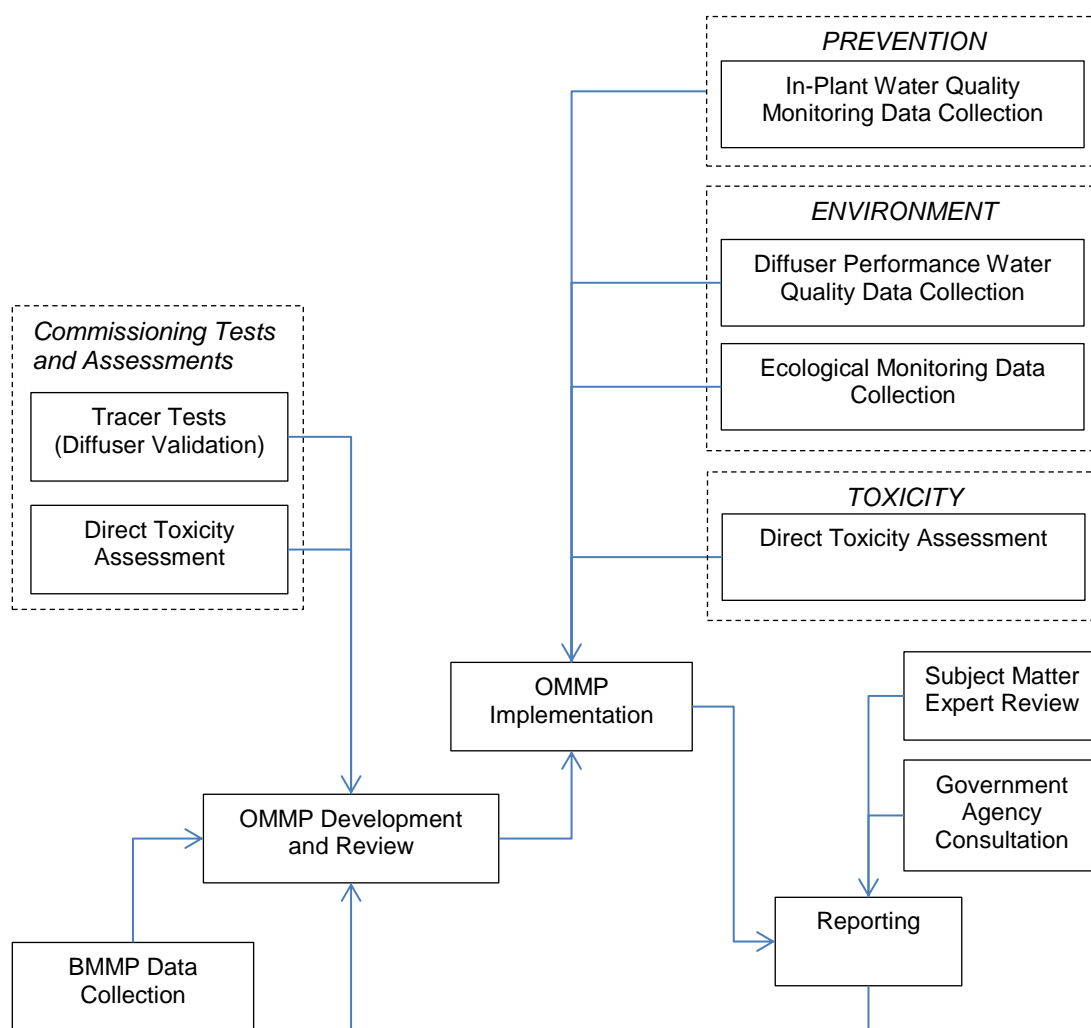 PREVENTION
In-Plant Water Quality
Monitoring Data Collection
ENVIRONMENT
Diffuser Performance Water
Quality Data Collection
Ecological Monitoring Data
Collection
Commissioning Tests
and Assessments
Tracer Tests
(Diffuser Validation)
Direct Toxicity
Assessment
TOXICITY
Direct Toxicity Assessment
OMMP
Implementation
Subject Matter
Expert Review
Government
Agency
Consultation
OMMP Development
and Review
Reporting
BMMP Data
Collection